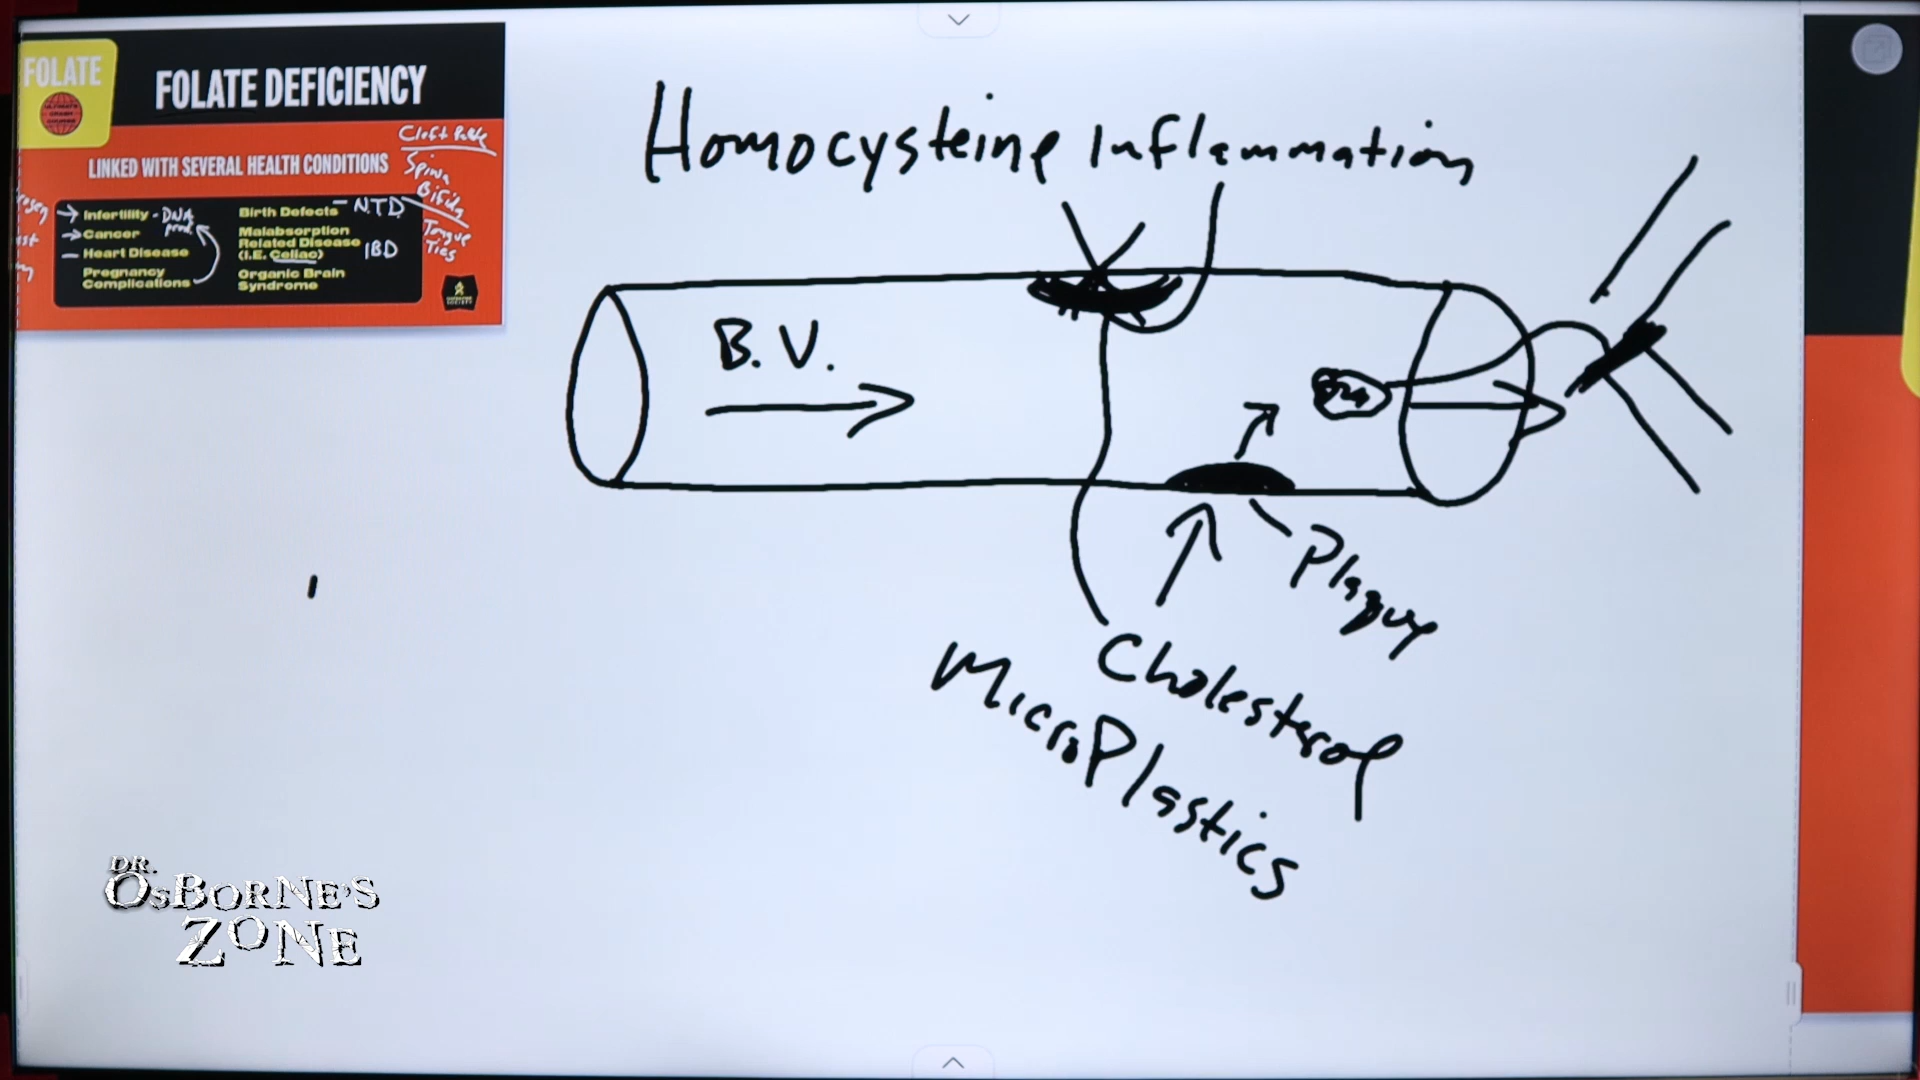 FOLATE
FOLATE DEFICIENCY
LINKED WITH SEVERAL HEALTH CONDITIONS
Infertility - DNA prod.
Cancer
Heart Disease
Pregnancy
Complications
Birth Defects - N.T.D
Malabsorption
Related Disease
(I.E. Celiac) IBD
Organic Brain
Syndrome
Cleft
Spina
Bifida
Tongue
Ties
Homocysteine Inflammation
B.V.
Plaque
Cholesterol
MicroPlastics
DR.
OSBORNE'S
ZONE